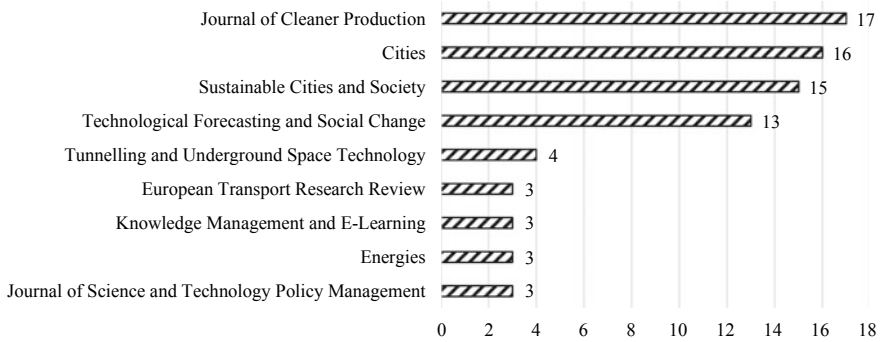 Journal of Cleaner Production 17
Cities 16
Sustainable Cities and Society 15
Technological Forecasting and Social Change 13
Tunnelling and Underground Space Technology 4
European Transport Research Review 3
Knowledge Management and E-Learning 3
Energies 3
Journal of Science and Technology Policy Management 3
0 2 4 6 8 10 12 14 16 18